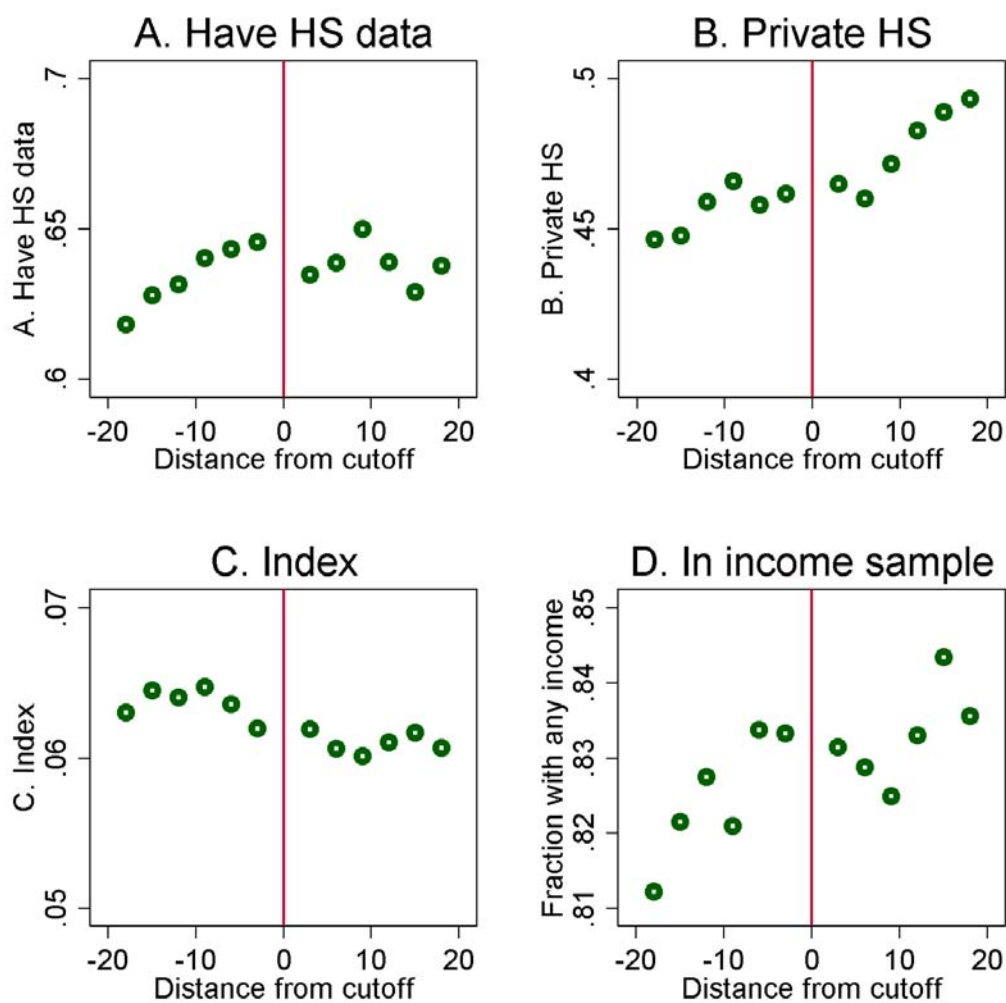 A. Have HS data
A. Have HS data
.7
.65
.6
-20 -10 0 10 20
Distance from cutoff
B. Private HS
B. Private HS
.5
.45
.4
-20 -10 0 10 20
Distance from cutoff
C. Index
C. Index
.07
.06
.05
-20 -10 0 10 20
Distance from cutoff
D. In income sample
Fraction with any income
.85
.84
.83
.82
.81
-20 -10 0 10 20
Distance from cutoff